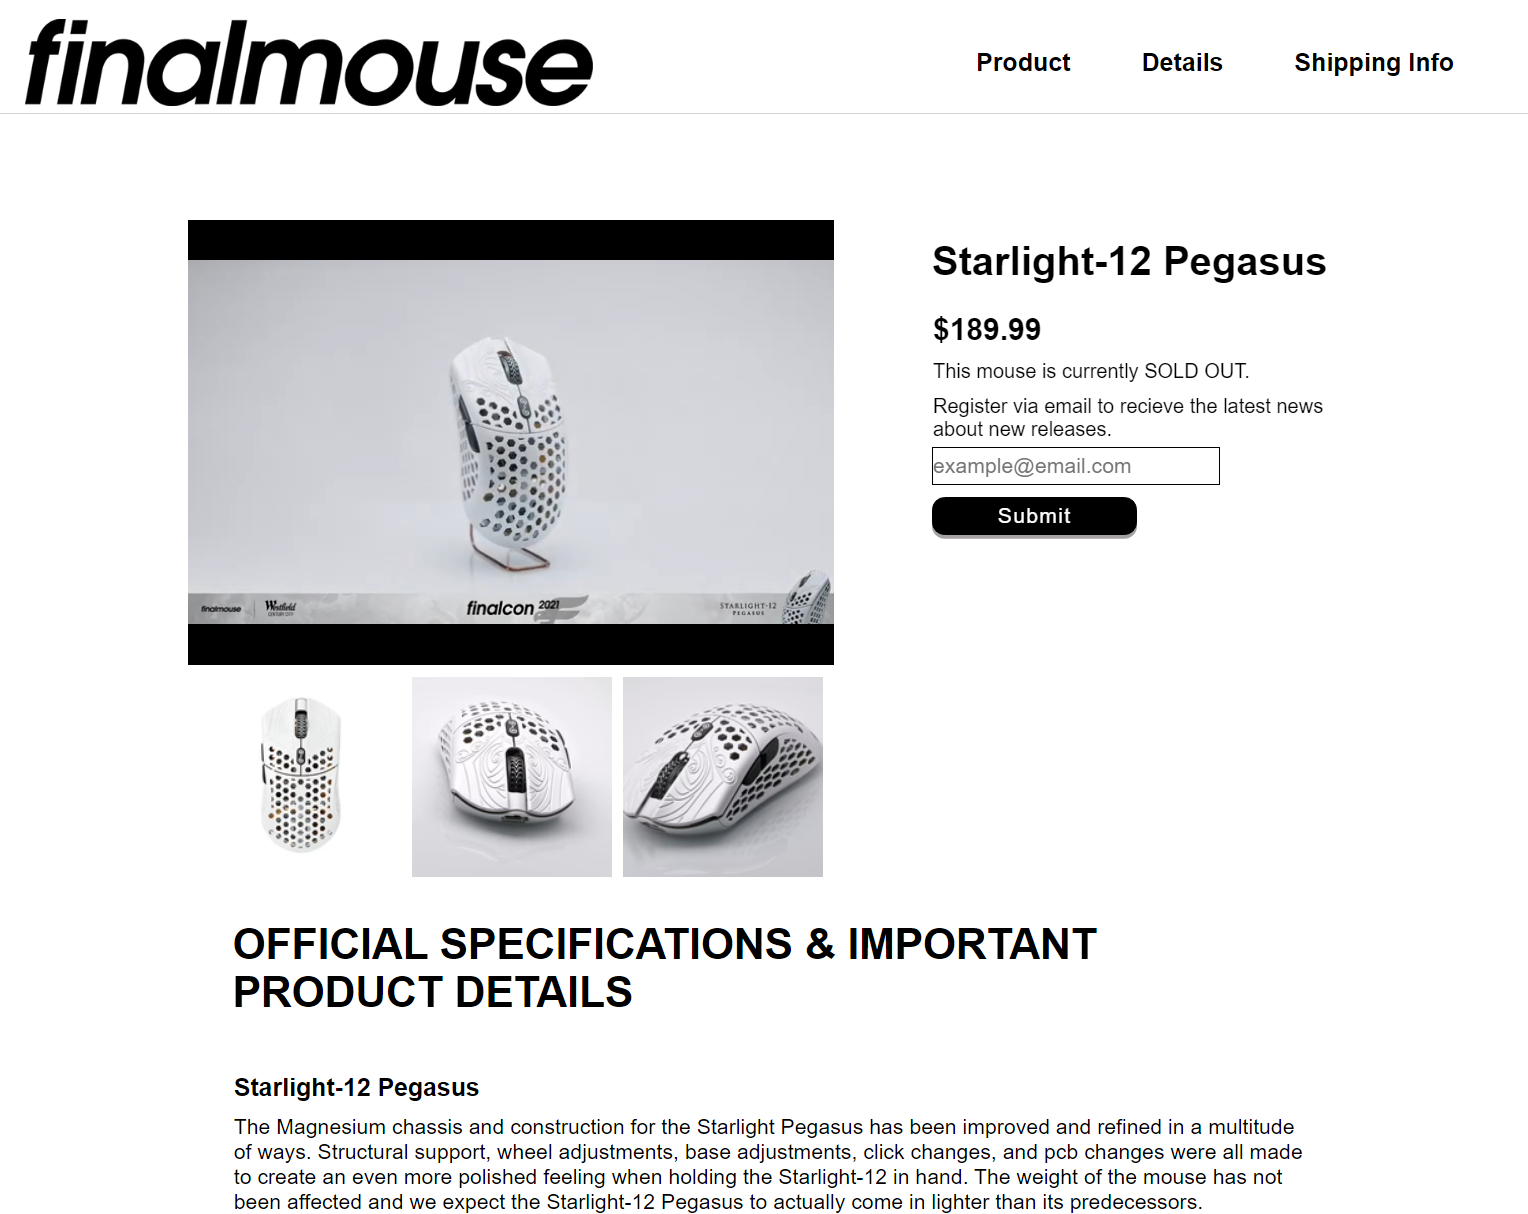 finalmouse
Product
Details
Shipping Info
Starlight-12 Pegasus
$189.99
This mouse is currently SOLD OUT.
Register via email to recieve the latest news
about new releases.
example@email.com
Submit
finalmouse
Westfield
CENTURY CITY
finalcon 2021
STARLIGHT-12
PEGASUS
OFFICIAL SPECIFICATIONS & IMPORTANT
PRODUCT DETAILS
Starlight-12 Pegasus
The Magnesium chassis and construction for the Starlight Pegasus has been improved and refined in a multitude
of ways. Structural support, wheel adjustments, base adjustments, click changes, and pcb changes were all made
to create an even more polished feeling when holding the Starlight-12 in hand. The weight of the mouse has not
been affected and we expect the Starlight-12 Pegasus to actually come in lighter than its predecessors.